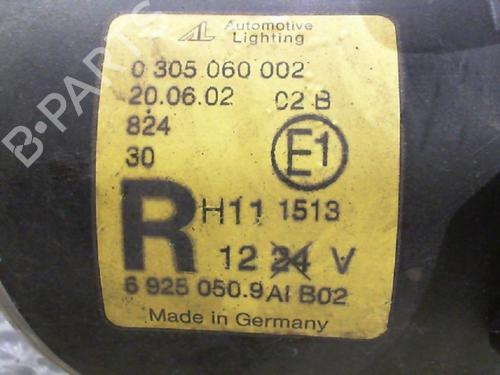 AL Automotive
Lighting
0 305 060 002
20.06.02 02 B
824
30 E1
R H11 1513
12 24 V
6 925 050.9 AI B02
Made in Germany